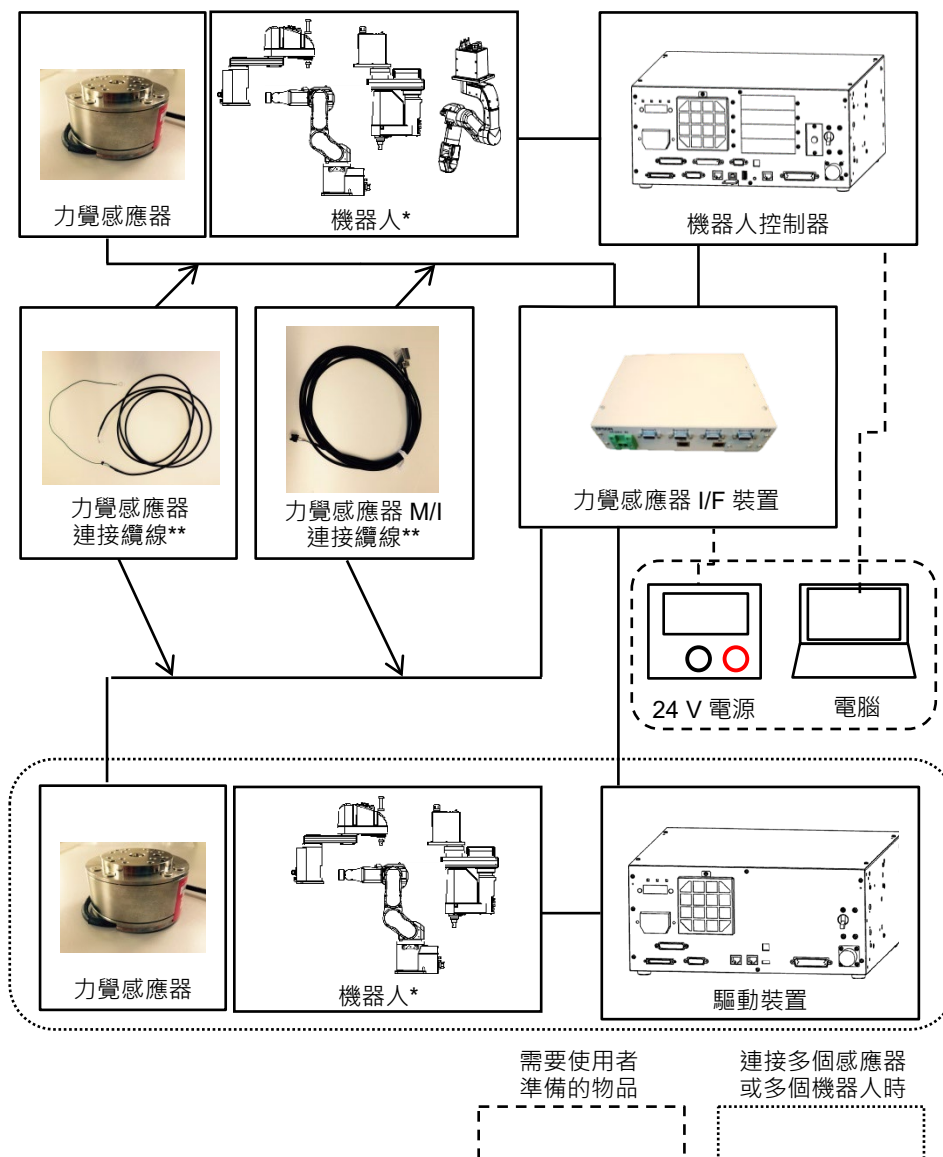 力覺感應器
機器人*
機器人控制器
力覺感應器
連接纜線**
力覺感應器 M/I
連接纜線**
力覺感應器 I/F 裝置
24 V 電源
電腦
力覺感應器
機器人*
驅動裝置
需要使用者
準備的物品
連接多個感應器
或多個機器人時